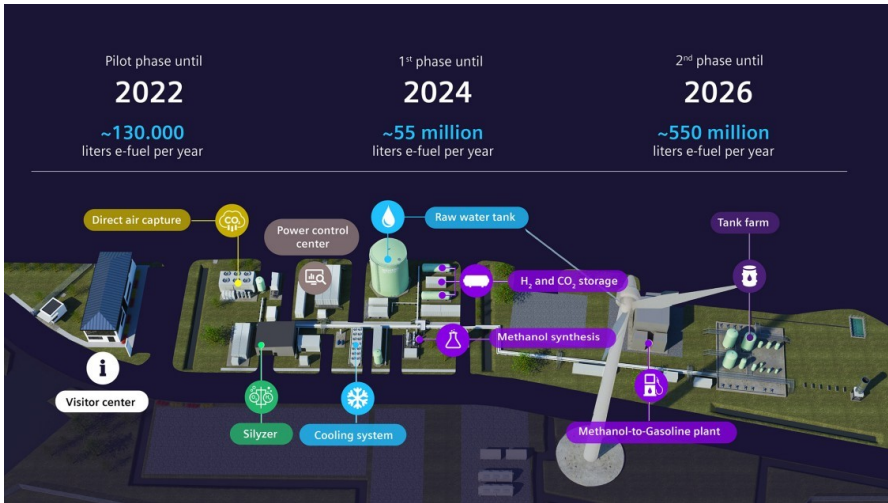 Pilot phase until
2022
~130.000
liters e-fuel per year
1st phase until
2024
~55 million
liters e-fuel per year
2nd phase until
2026
~550 million
liters e-fuel per year
Direct air capture
CO₂
Power control
center
Raw water tank
Tank farm
H₂ and CO₂ storage
Methanol synthesis
i
Visitor center
Silyzer
Cooling system
Methanol-to-Gasoline plant